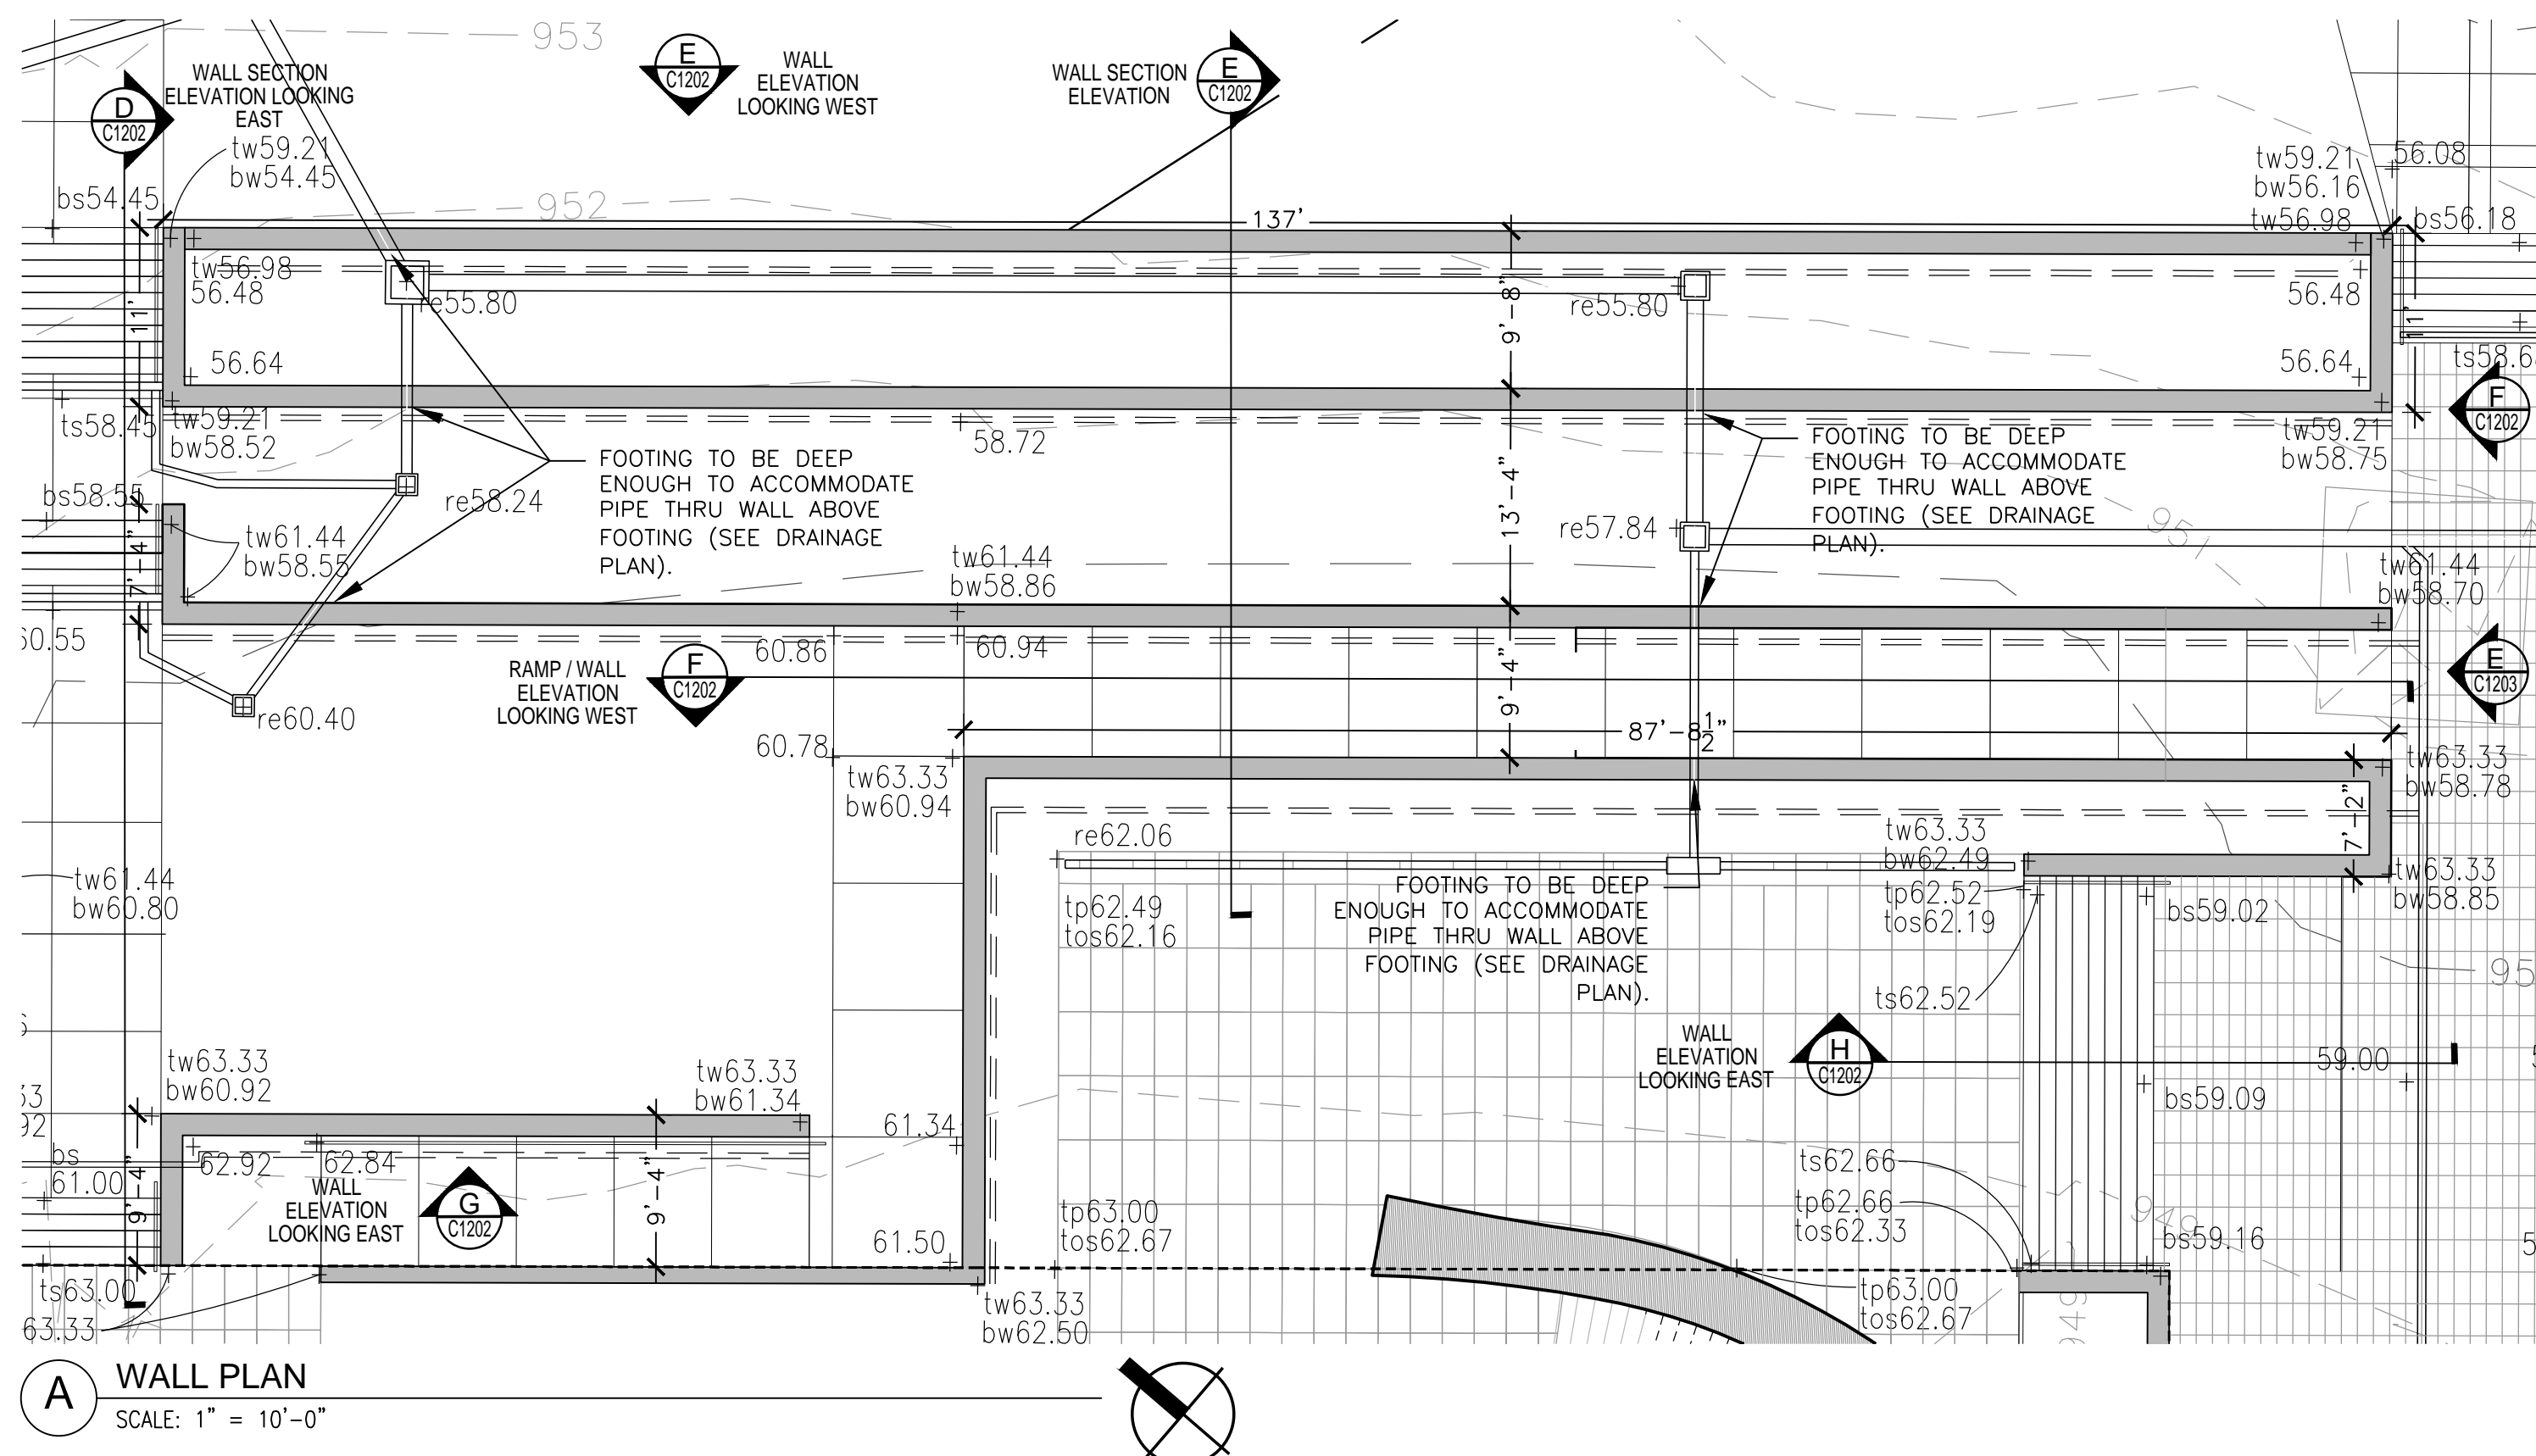 953
E
C1202
WALL
ELEVATION
LOOKING WEST
WALL SECTION
ELEVATION
E
C1202
D
C1202
WALL SECTION
ELEVATION LOOKING
EAST
tw59.21
bw54.45
bs54.45
952
137'
tw59.21
bw56.16
tw56.98
56.08
bs56.18
tw56.98
56.48
re55.80
re55.80
56.48
11'
11'
9'-8"
56.64
56.64
ts58.45
tw59.21
bw58.52
58.72
tw59.21
bw58.75
F
C1202
FOOTING TO BE DEEP
ENOUGH TO ACCOMMODATE
PIPE THRU WALL ABOVE
FOOTING (SEE DRAINAGE
PLAN).
FOOTING TO BE DEEP
ENOUGH TO ACCOMMODATE
PIPE THRU WALL ABOVE
FOOTING (SEE DRAINAGE
PLAN).
bs58.55
re58.24
13'-4"
re57.84
951
7'-4"
tw61.44
bw58.55
tw61.44
bw58.86
tw61.44
bw58.70
60.86
60.94
RAMP / WALL
ELEVATION
LOOKING WEST
F
C1202
9'-4"
E
C1203
re60.40
60.78
87'-8 1/2"
tw63.33
bw60.94
tw63.33
bw58.78
7'-2"
re62.06
tw63.33
bw62.49
tw61.44
bw60.80
FOOTING TO BE DEEP
ENOUGH TO ACCOMMODATE
PIPE THRU WALL ABOVE
FOOTING (SEE DRAINAGE
PLAN).
tp62.49
tos62.16
tp62.52
tos62.19
bs59.02
tw63.33
bw58.85
ts62.52
WALL
ELEVATION
LOOKING EAST
H
C1202
59.00
bs59.09
tw63.33
bw60.92
tw63.33
bw61.34
61.34
bs
61.00
9'-4"
62.92
62.84
9'-4"
WALL
ELEVATION
LOOKING EAST
G
C1202
ts62.66
tp62.66
tos62.33
tp63.00
tos62.67
949
bs59.16
61.50
ts63.00
63.33
tw63.33
bw62.50
tp63.00
tos62.67
949
A
WALL PLAN
SCALE: 1" = 10'-0"